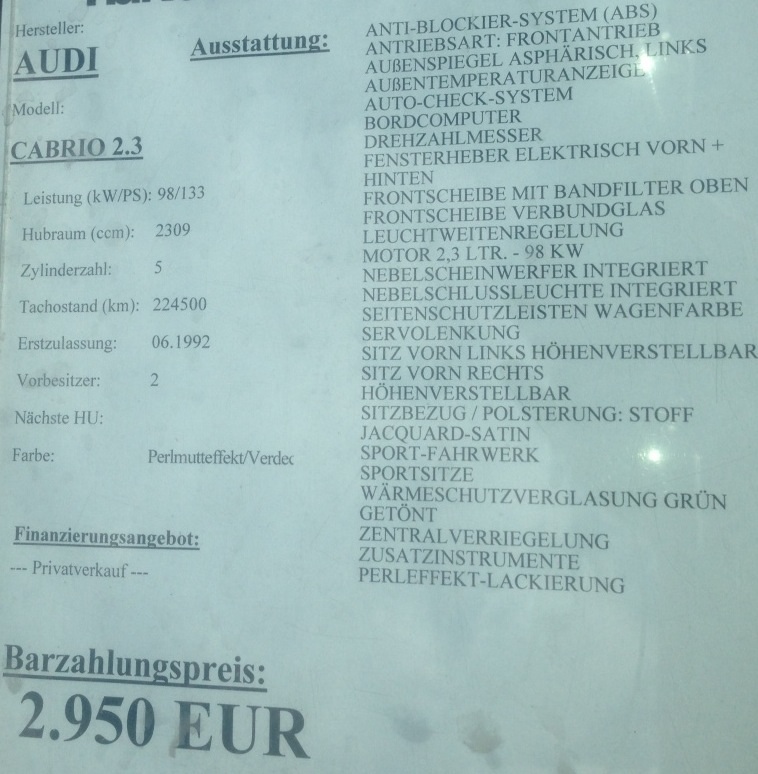 Hersteller:
AUDI
Modell:
CABRIO 2.3
Leistung (kW/PS): 98/133
Hubraum (ccm): 2309
Zylinderzahl: 5
Tachostand (km): 224500
Erstzulassung: 06.1992
Vorbesitzer: 2
Nächste HU:
Farbe: Perlmutteffekt/Verdec
Finanzierungsangebot:
--- Privatverkauf ---
Barzahlungspreis:
2.950 EUR
Ausstattung:
ANTI-BLOCKIER-SYSTEM (ABS)
ANTRIEBSART: FRONTANTRIEB
AUßENSPIEGEL ASPHÄRISCH, LINKS
AUßENTEMPERATURANZEIGE
AUTO-CHECK-SYSTEM
BORDCOMPUTER
DREHZAHLMESSER
FENSTERHEBER ELEKTRISCH VORN +
HINTEN
FRONTSCHEIBE MIT BANDFILTER OBEN
FRONTSCHEIBE VERBUNDGLAS
LEUCHTWEITENREGELUNG
MOTOR 2,3 LTR. - 98 KW
NEBELSCHEINWERFER INTEGRIERT
NEBELSCHLUSSLEUCHTE INTEGRIERT
SEITENSCHUTZLEISTEN WAGENFARBE
SERVOLENKUNG
SITZ VORN LINKS HÖHENVERSTELLBAR
SITZ VORN RECHTS
HÖHENVERSTELLBAR
SITZBEZUG / POLSTERUNG: STOFF
JACQUARD-SATIN
SPORT-FAHRWERK
SPORTSITZE
WÄRMESCHUTZVERGLASUNG GRÜN
GETÖNT
ZENTRALVERRIEGELUNG
ZUSATZINSTRUMENTE
PERLEFFEKT-LACKIERUNG